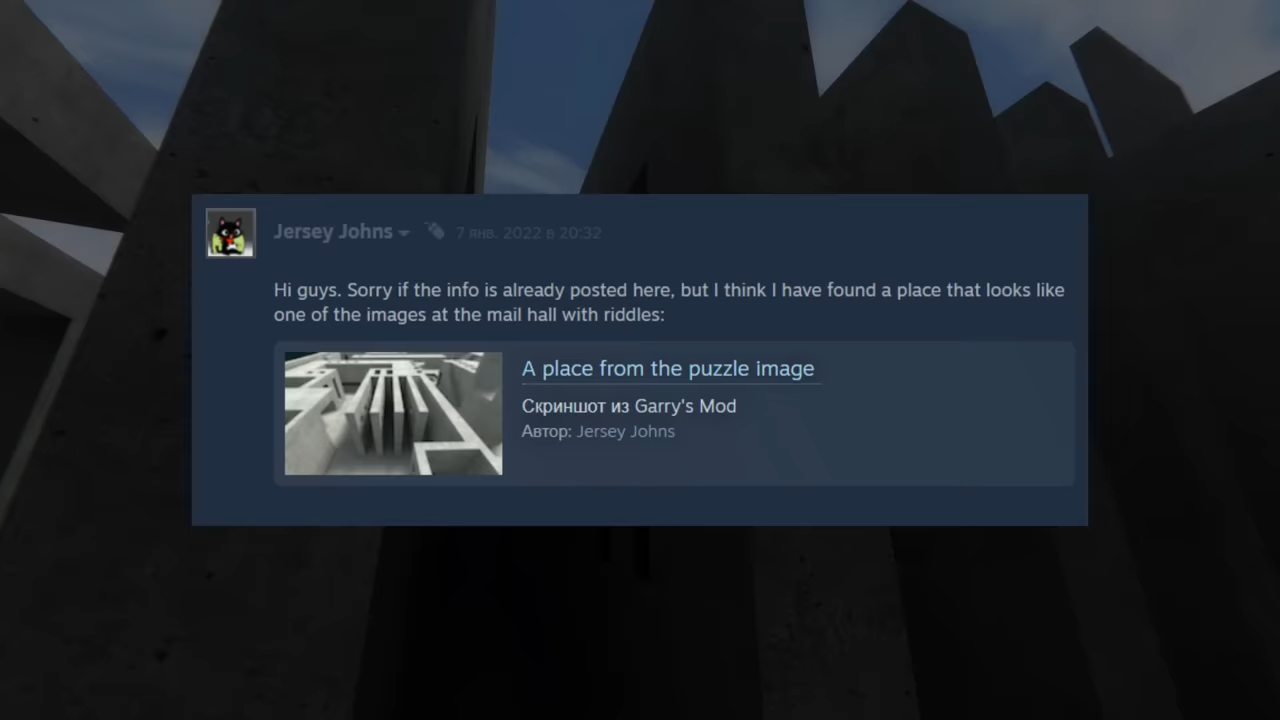 Jersey Johns 7 янв. 2022 в 20:32
Hi guys. Sorry if the info is already posted here, but I think I have found a place that looks like
one of the images at the mail hall with riddles:
A place from the puzzle image
Скриншот из Garry's Mod
Автор: Jersey Johns